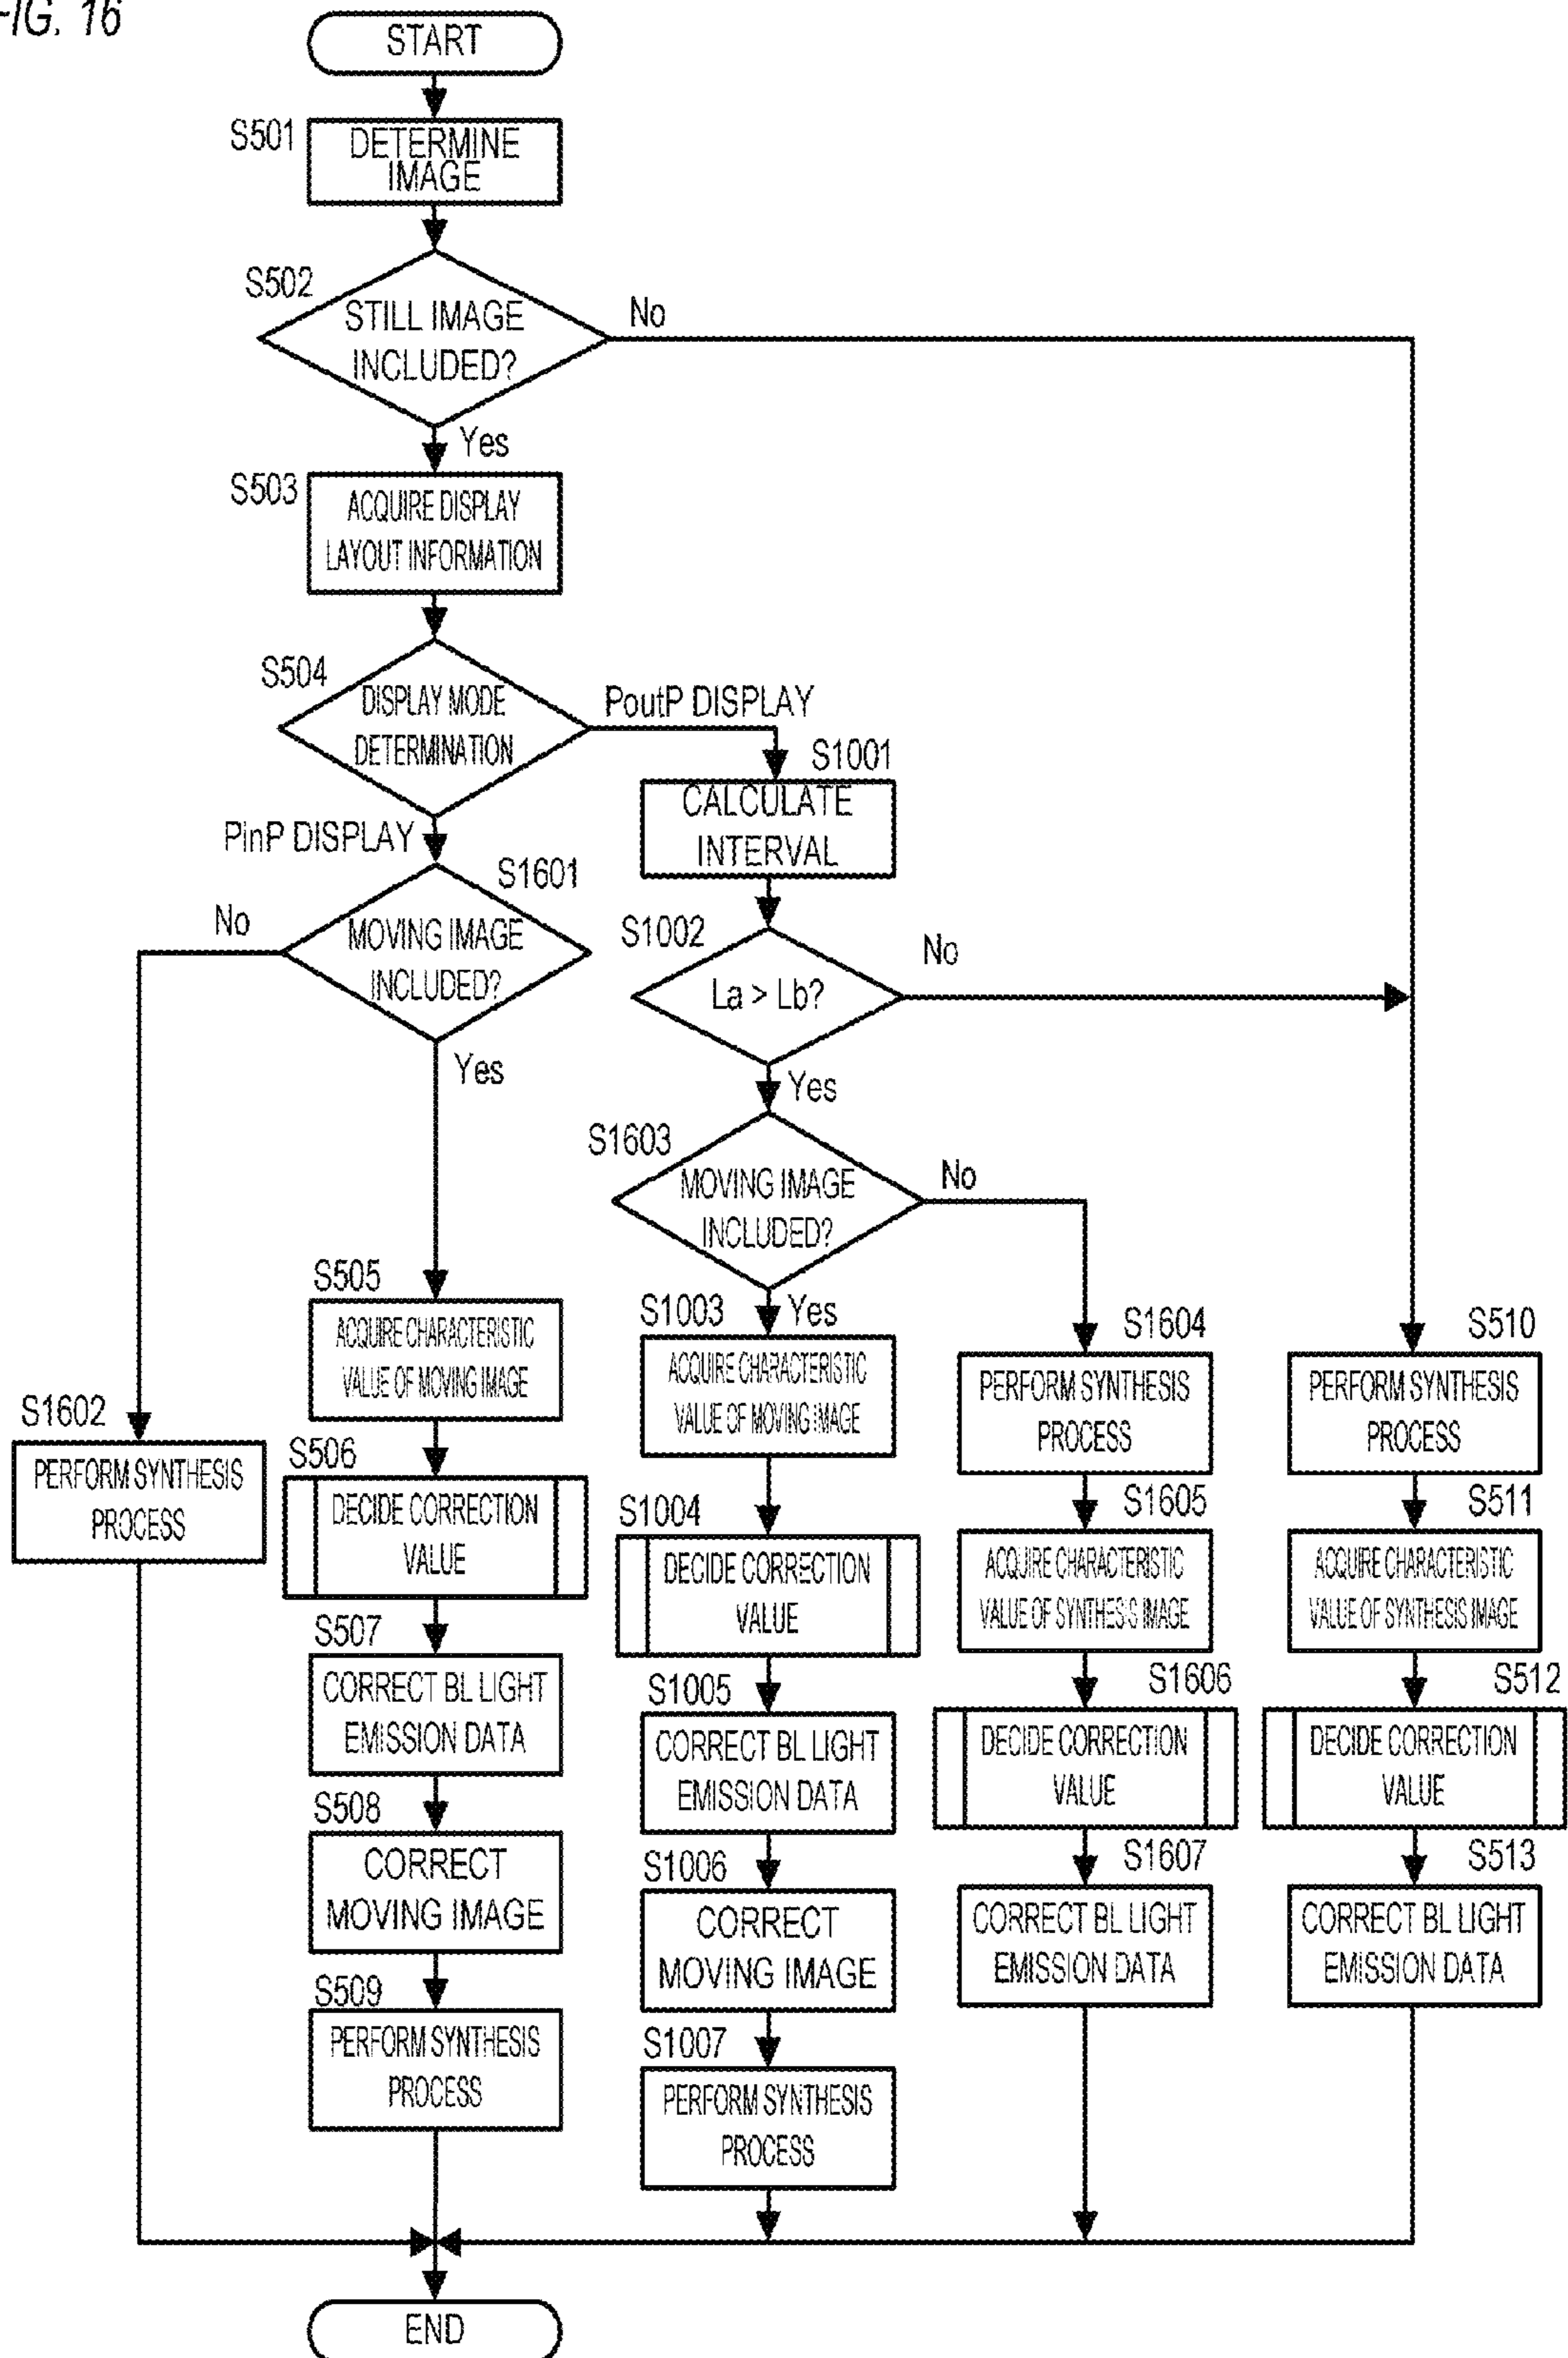 FIG. 16
START
S501
DETERMINE
IMAGE
S502
STILL IMAGE
INCLUDED?
No
Yes
S503
ACQUIRE DISPLAY
LAYOUT INFORMATION
S504
DISPLAY MODE
DETERMINATION
PoutP DISPLAY
PinP DISPLAY
S1001
CALCULATE
INTERVAL
S1601
MOVING IMAGE
INCLUDED?
No
Yes
S1002
La > Lb?
No
Yes
S1603
MOVING IMAGE
INCLUDED?
No
Yes
S1602
PERFORM SYNTHESIS
PROCESS
S505
ACQUIRE CHARACTERISTIC
VALUE OF MOVING IMAGE
S506
DECIDE CORRECTION
VALUE
S507
CORRECT BL LIGHT
EMISSION DATA
S508
CORRECT
MOVING IMAGE
S509
PERFORM SYNTHESIS
PROCESS
S1003
ACQUIRE CHARACTERISTIC
VALUE OF MOVING IMAGE
S1004
DECIDE CORRECTION
VALUE
S1005
CORRECT BL LIGHT
EMISSION DATA
S1006
CORRECT
MOVING IMAGE
S1007
PERFORM SYNTHESIS
PROCESS
S1604
PERFORM SYNTHESIS
PROCESS
S1605
ACQUIRE CHARACTERISTIC
VALUE OF SYNTHESIS IMAGE
S1606
DECIDE CORRECTION
VALUE
S1607
CORRECT BL LIGHT
EMISSION DATA
S510
PERFORM SYNTHESIS
PROCESS
S511
ACQUIRE CHARACTERISTIC
VALUE OF SYNTHESIS IMAGE
S512
DECIDE CORRECTION
VALUE
S513
CORRECT BL LIGHT
EMISSION DATA
END